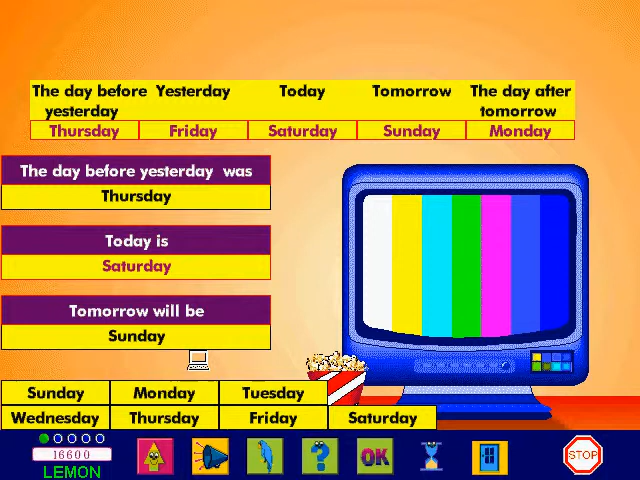 The day before Yesterday Today Tomorrow The day after
yesterday tomorrow
Thursday Friday Saturday Sunday Monday
The day before yesterday was
Thursday
Today is
Saturday
Tomorrow will be
Sunday
Sunday Monday Tuesday
Wednesday Thursday Friday Saturday
16600
LEMON
?
OK
STOP